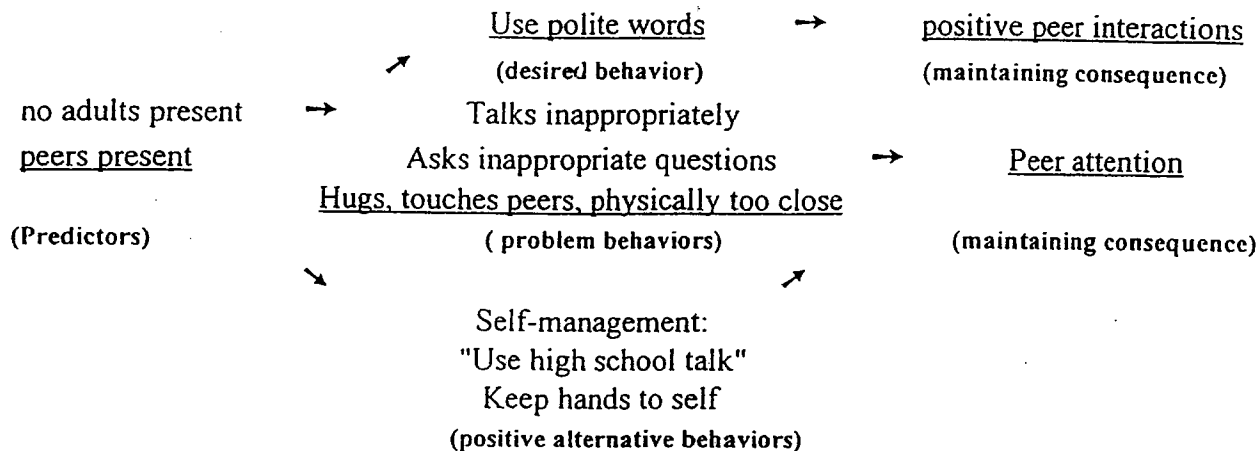 Use polite words → positive peer interactions
(desired behavior) (maintaining consequence)
no adults present → Talks inappropriately
peers present Asks inappropriate questions → Peer attention
Hugs, touches peers, physically too close
(Predictors) ( problem behaviors) (maintaining consequence)
Self-management:
"Use high school talk"
Keep hands to self
(positive alternative behaviors)